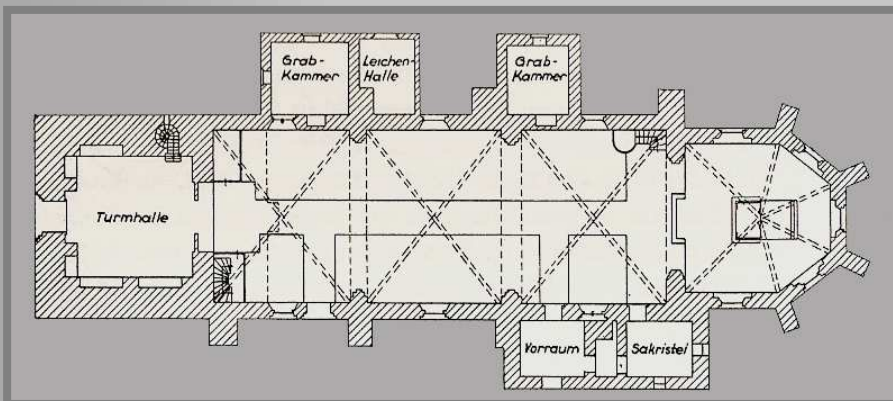 Grab-
Kammer
Leichen-
Halle
Grab-
Kammer
Turmhalle
Vorraum
Sakristei